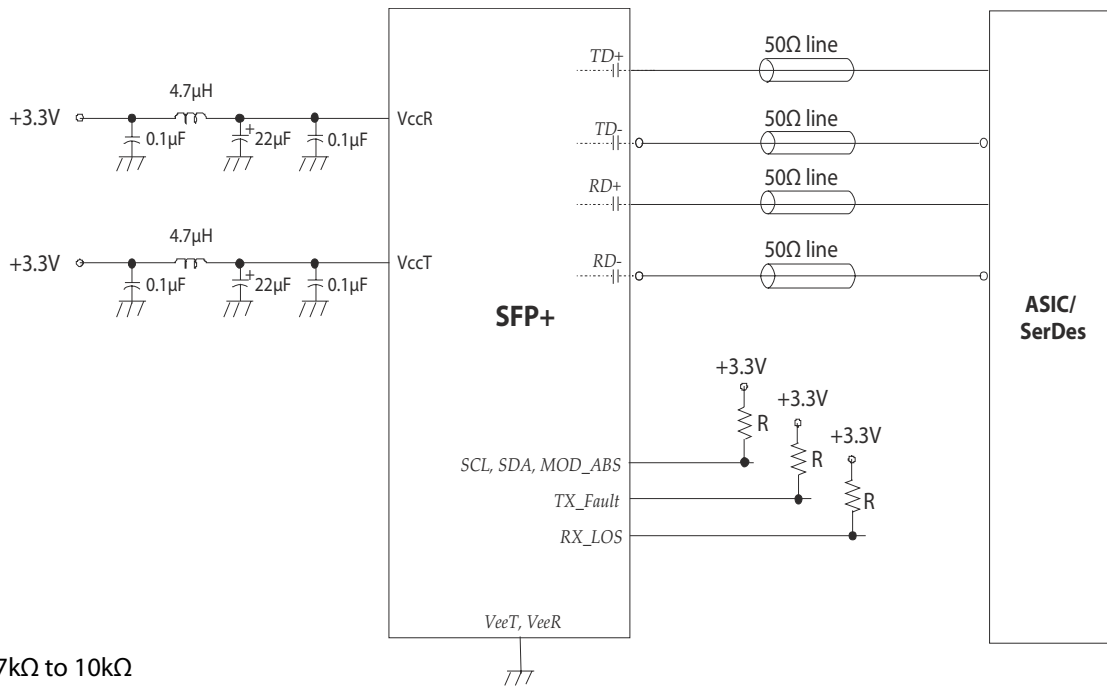 50Ω line
TD+
4.7µH
+3.3V
VccR
0.1µF
+
22µF
0.1µF
50Ω line
TD-
50Ω line
RD+
4.7µH
+3.3V
VccT
0.1µF
+
22µF
0.1µF
50Ω line
RD-
SFP+
ASIC/
SerDes
+3.3V
R
+3.3V
R
+3.3V
R
SCL, SDA, MOD_ABS
TX_Fault
RX_LOS
VeeT, VeeR
7kΩ to 10kΩ